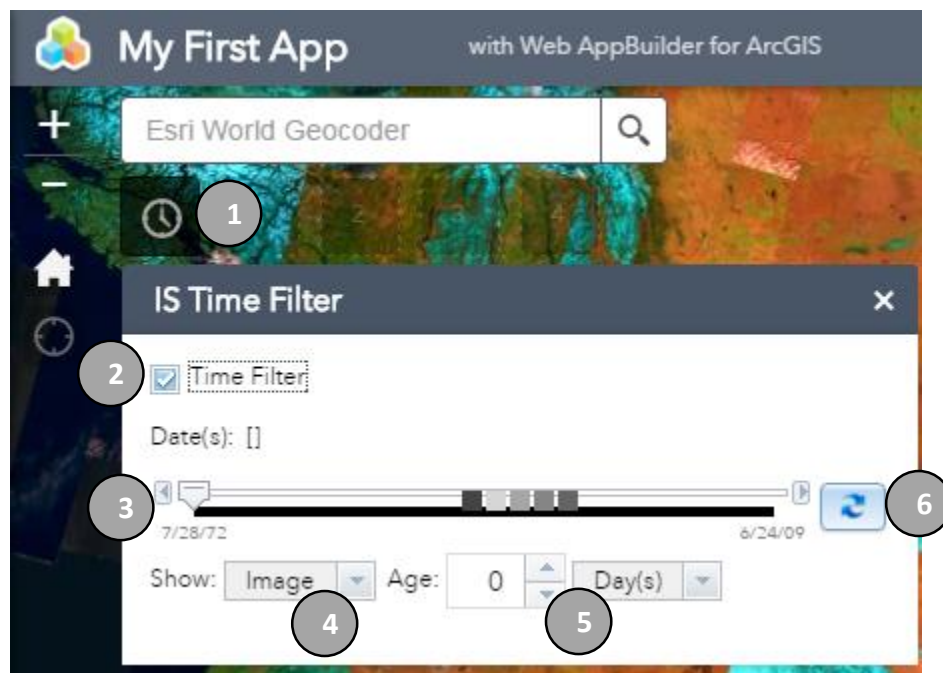 My First App with Web AppBuilder for ArcGIS
+
Esri World Geocoder
−
1
IS Time Filter ×
2
Time Filter
Date(s): []
3
6
7/28/72 6/24/09
Show: Image Age: 0 Day(s)
4 5